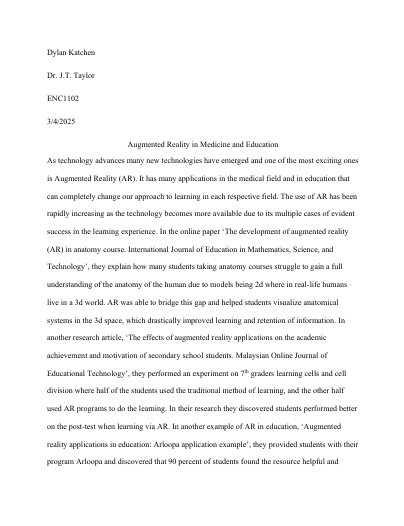 Dylan Katchen
Dr. J.T. Taylor
ENC1102
3/4/2025
Augmented Reality in Medicine and Education
As technology advances many new technologies have emerged and one of the most exciting ones
is Augmented Reality (AR). It has many applications in the medical field and in education that
can completely change our approach to learning in each respective field. The use of AR has been
rapidly increasing as the technology becomes more available due to its multiple cases of evident
success in the learning experience. In the online paper ‘The development of augmented reality
(AR) in anatomy course. International Journal of Education in Mathematics, Science, and
Technology’, they explain how many students taking anatomy courses struggle to gain a full
understanding of the anatomy of the human due to models being 2d where in real-life humans
live in a 3d world. AR was able to bridge this gap and helped students visualize anatomical
systems in the 3d space, which drastically improved learning and retention of information. In
another research article, ‘The effects of augmented reality applications on the academic
achievement and motivation of secondary school students. Malaysian Online Journal of
Educational Technology’, they performed an experiment on 7th graders learning cells and cell
division where half of the students used the traditional method of learning, and the other half
used AR programs to do the learning. In their research they discovered students performed better
on the post-test when learning via AR. In another example of AR in education, ‘Augmented
reality applications in education: Arloopa application example’, they provided students with their
program Arloopa and discovered that 90 percent of students found the resource helpful and